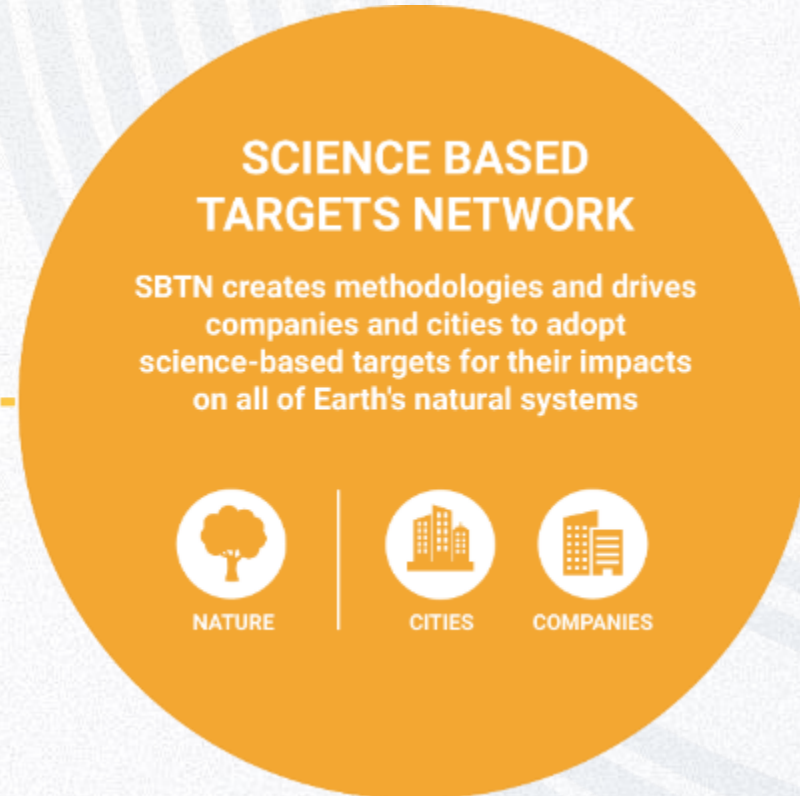 SCIENCE BASED
TARGETS NETWORK
SBTN creates methodologies and drives
companies and cities to adopt
science-based targets for their impacts
on all of Earth's natural systems
NATURE
CITIES
COMPANIES